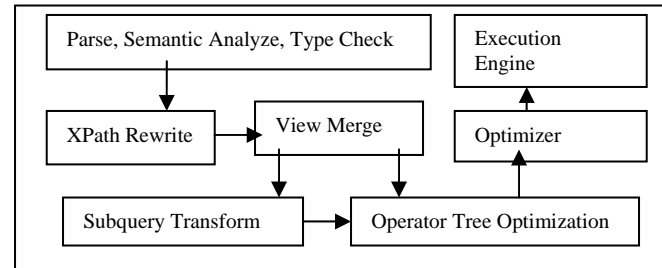 Parse, Semantic Analyze, Type Check
Execution
Engine
XPath Rewrite
View Merge
Optimizer
Subquery Transform
Operator Tree Optimization